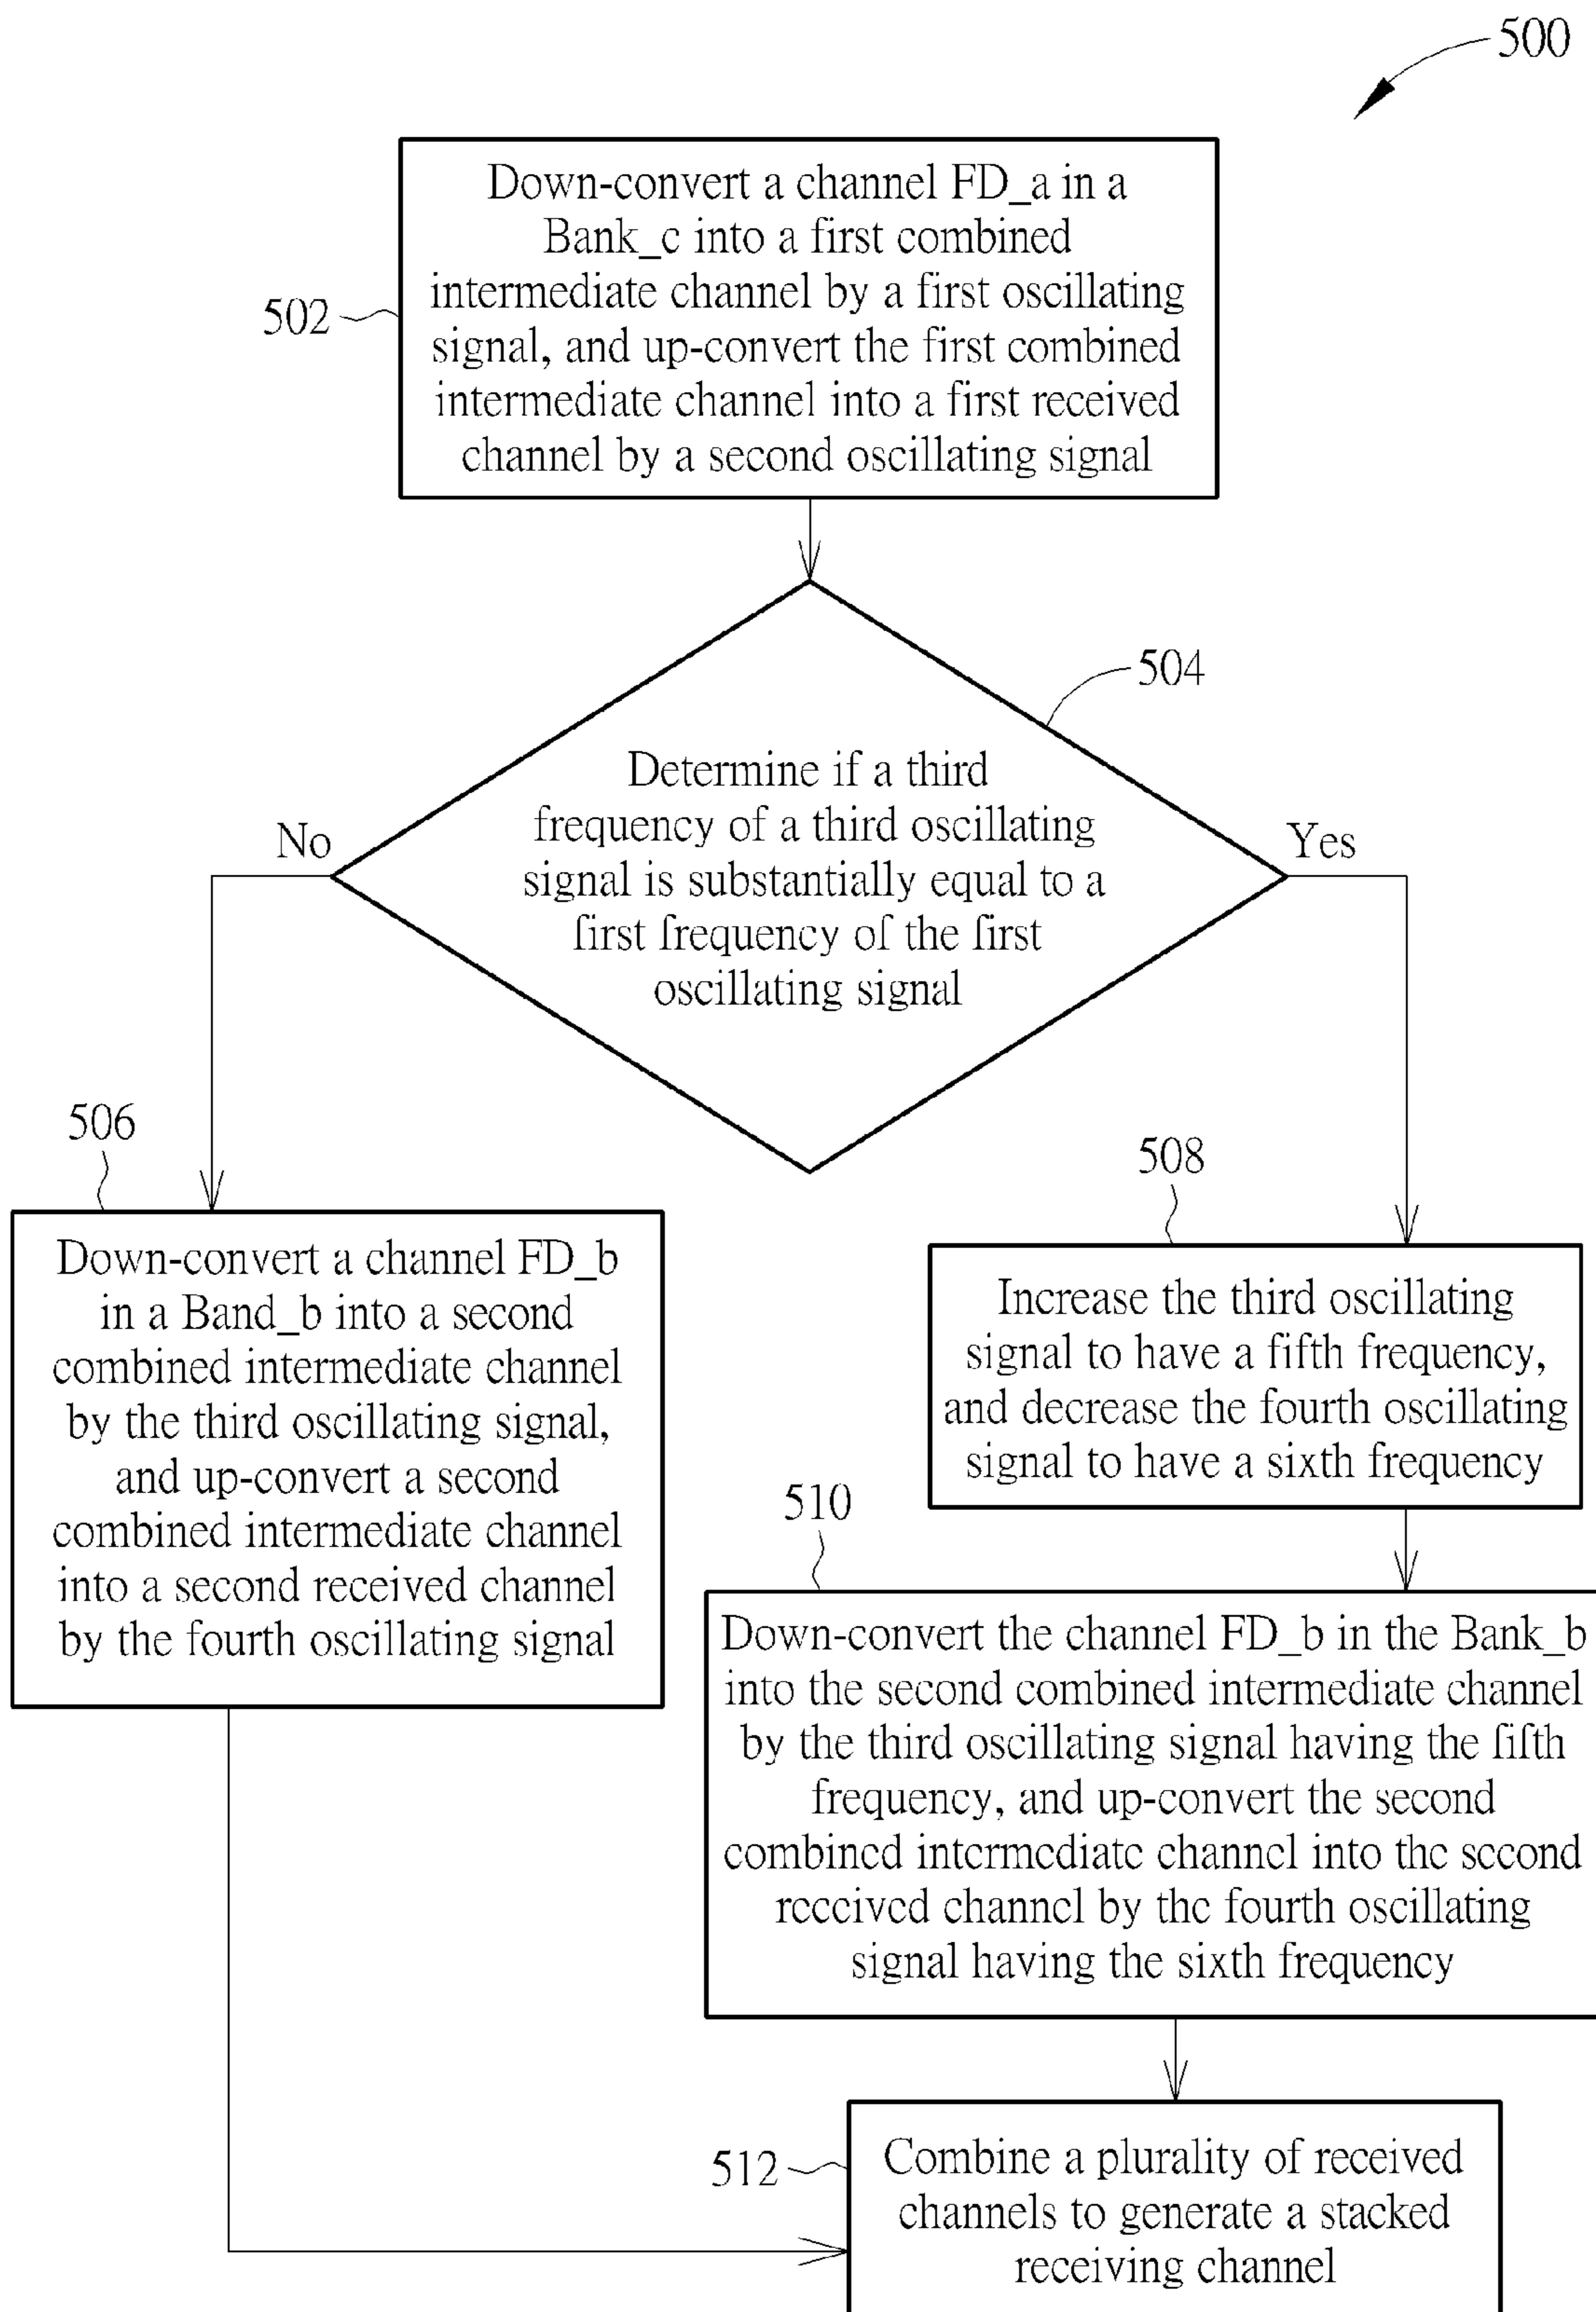 500
Down-convert a channel FD_a in a
Bank_c into a first combined
intermediate channel by a first oscillating
signal, and up-convert the first combined
intermediate channel into a first received
channel by a second oscillating signal
502
504
Determine if a third
frequency of a third oscillating
signal is substantially equal to a
first frequency of the first
oscillating signal
No
Yes
506
Down-convert a channel FD_b
in a Band_b into a second
combined intermediate channel
by the third oscillating signal,
and up-convert a second
combined intermediate channel
into a second received channel
by the fourth oscillating signal
508
Increase the third oscillating
signal to have a fifth frequency,
and decrease the fourth oscillating
signal to have a sixth frequency
510
Down-convert the channel FD_b in the Bank_b
into the second combined intermediate channel
by the third oscillating signal having the fifth
frequency, and up-convert the second
combined intermediate channel into the second
received channel by the fourth oscillating
signal having the sixth frequency
512
Combine a plurality of received
channels to generate a stacked
receiving channel